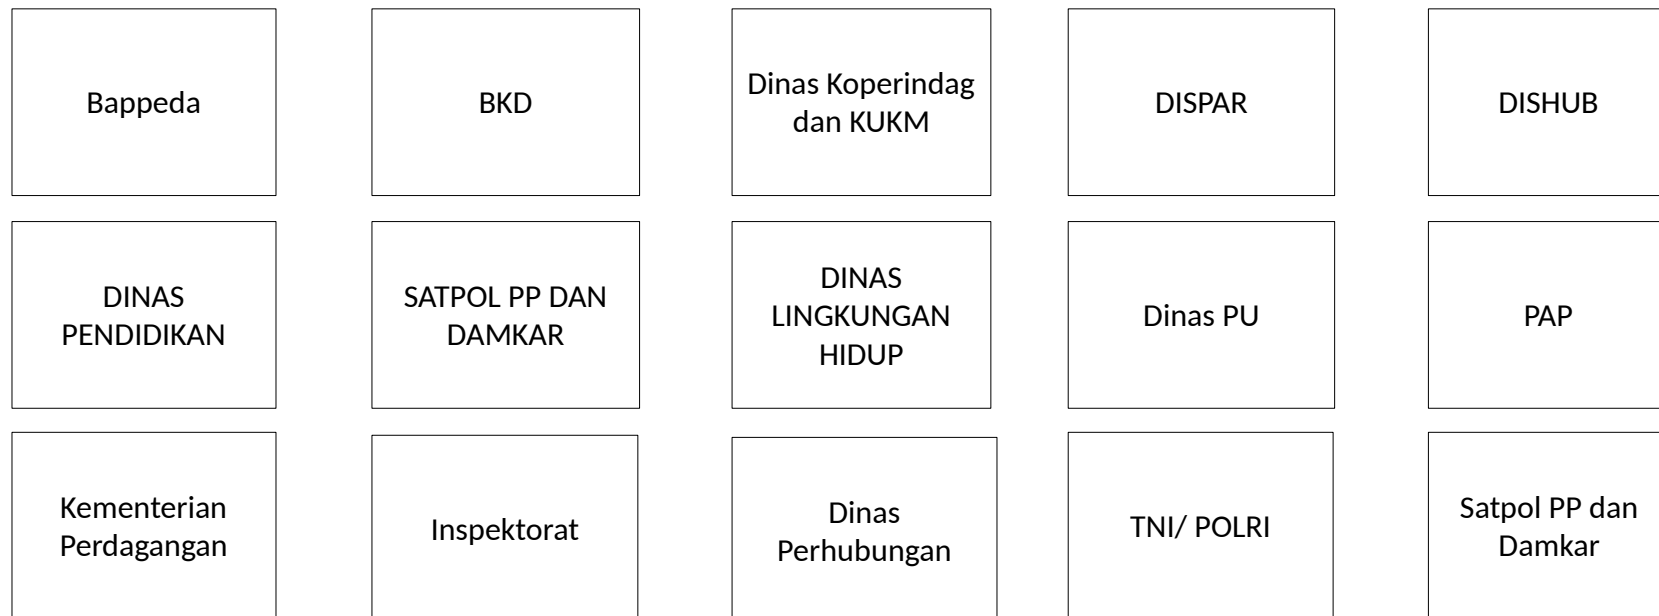 Bappeda
BKD
Dinas Koperindag
dan KUKM
DISPAR
DISHUB
DINAS
PENDIDIKAN
SATPOL PP DAN
DAMKAR
DINAS
LINGKUNGAN
HIDUP
Dinas PU
PAP
Kementerian
Perdagangan
Inspektorat
Dinas
Perhubungan
TNI/ POLRI
Satpol PP dan
Damkar